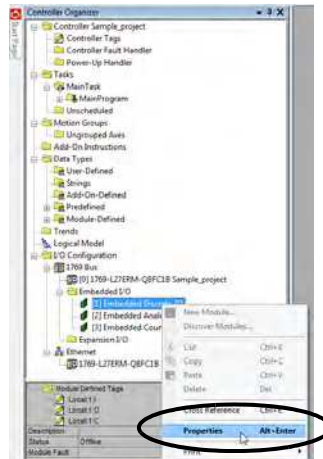 Start Page
Controller Organizer
Controller Sample_project
Controller Tags
Controller Fault Handler
Power-Up Handler
Tasks
MainTask
MainProgram
Unscheduled
Motion Groups
Ungrouped Axes
Add-On Instructions
Data Types
User-Defined
Strings
Add-On-Defined
Predefined
Module-Defined
Trends
Logical Model
I/O Configuration
1769 Bus
[0] 1769-L27ERM-QBFC1B Sample_project
Embedded I/O
[1] Embedded Discrete
[2] Embedded Analo
[3] Embedded Coun
Expansion I/O
Ethernet
1769-L27ERM-QBFC1B
New Module...
Discover Modules...
Cut Ctrl+X
Copy Ctrl+C
Paste Ctrl+V
Delete Del
Cross Reference Ctrl+E
Properties Alt+Enter
Print
Module Defined Tags
Local:1:I
Local:1:O
Local:1:C
Description
Status Offline
Module Fault